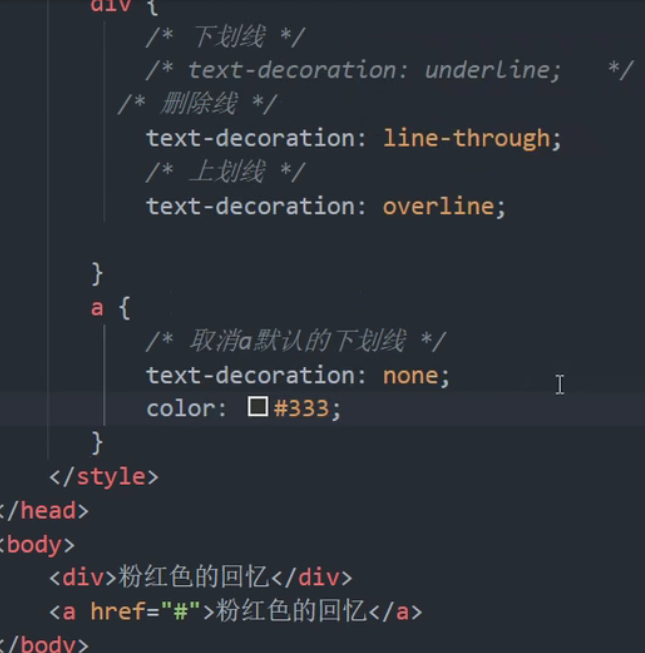 div {
/* 下划线 */
/* text-decoration: underline; */
/* 删除线 */
text-decoration: line-through;
/* 上划线 */
text-decoration: overline;
}
a {
/* 取消a默认的下划线 */
text-decoration: none;
color: #333;
}
</style>
</head>
<body>
<div>粉红色的回忆</div>
<a href="#">粉红色的回忆</a>
</body>